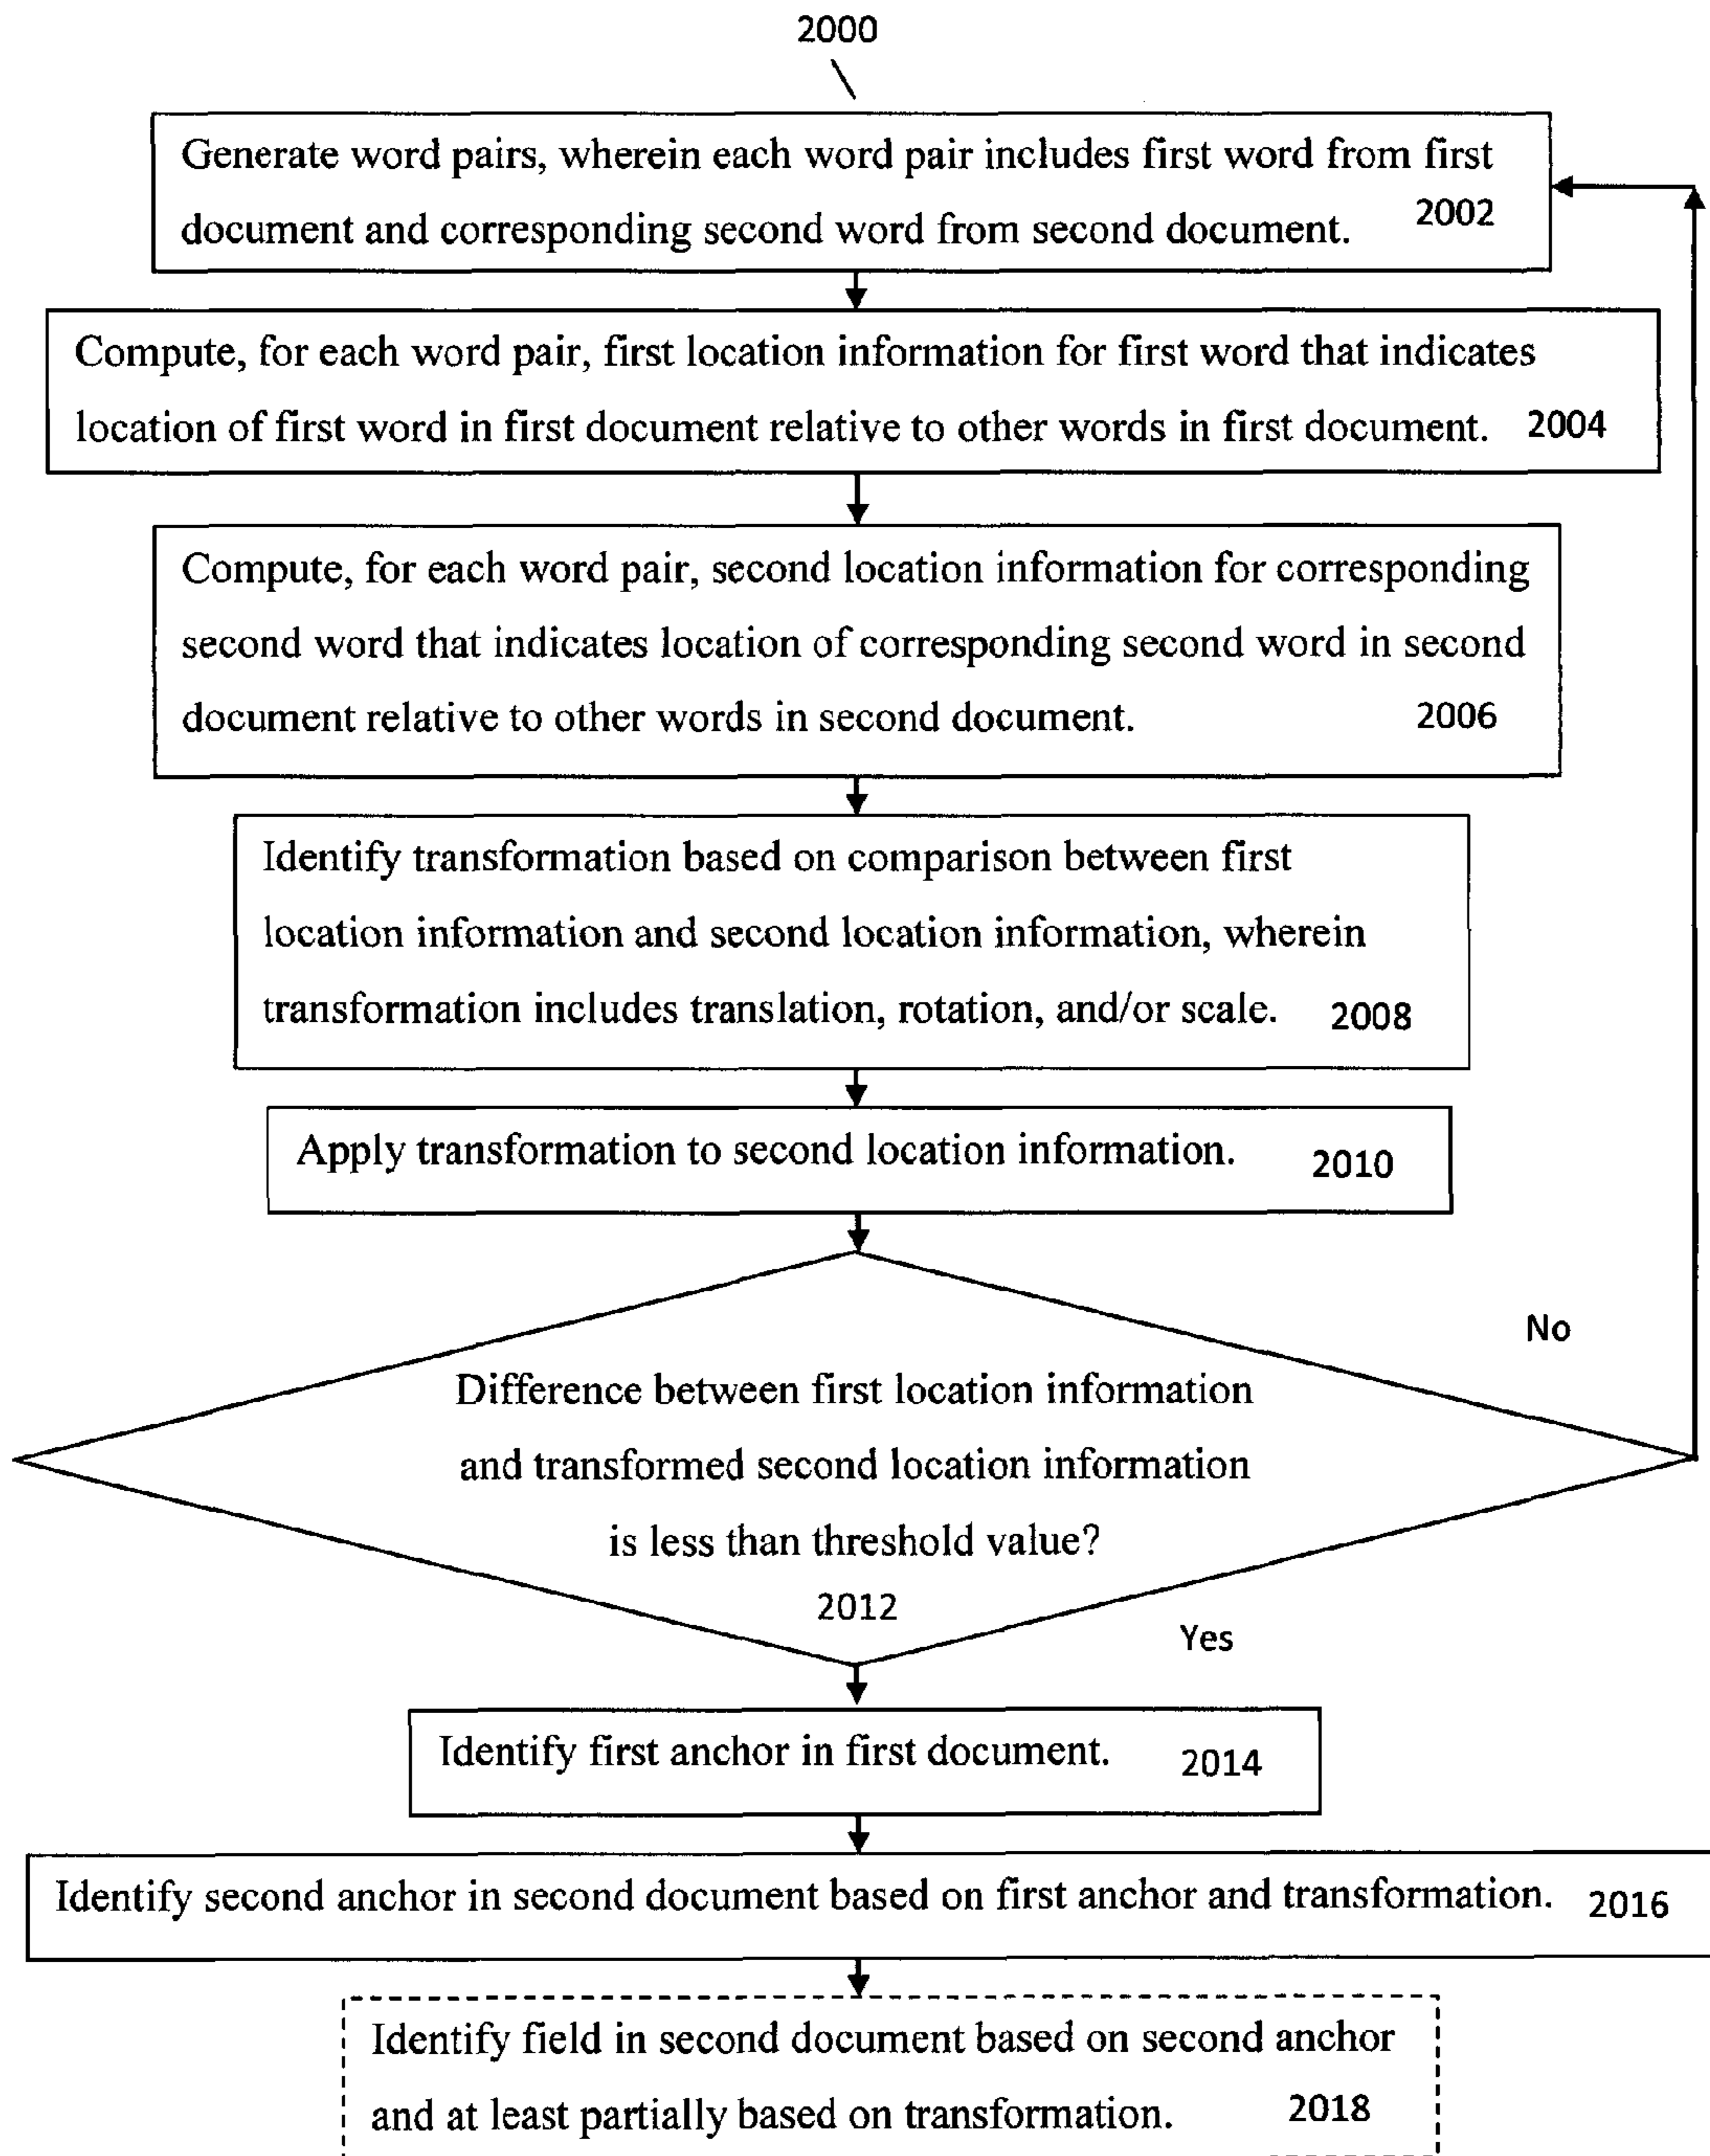 2000
Generate word pairs, wherein each word pair includes first word from first
document and corresponding second word from second document. 2002
Compute, for each word pair, first location information for first word that indicates
location of first word in first document relative to other words in first document. 2004
Compute, for each word pair, second location information for corresponding
second word that indicates location of corresponding second word in second
document relative to other words in second document. 2006
Identify transformation based on comparison between first
location information and second location information, wherein
transformation includes translation, rotation, and/or scale. 2008
Apply transformation to second location information. 2010
No
Difference between first location information
and transformed second location information
is less than threshold value?
2012
Yes
Identify first anchor in first document. 2014
Identify second anchor in second document based on first anchor and transformation. 2016
Identify field in second document based on second anchor
and at least partially based on transformation. 2018